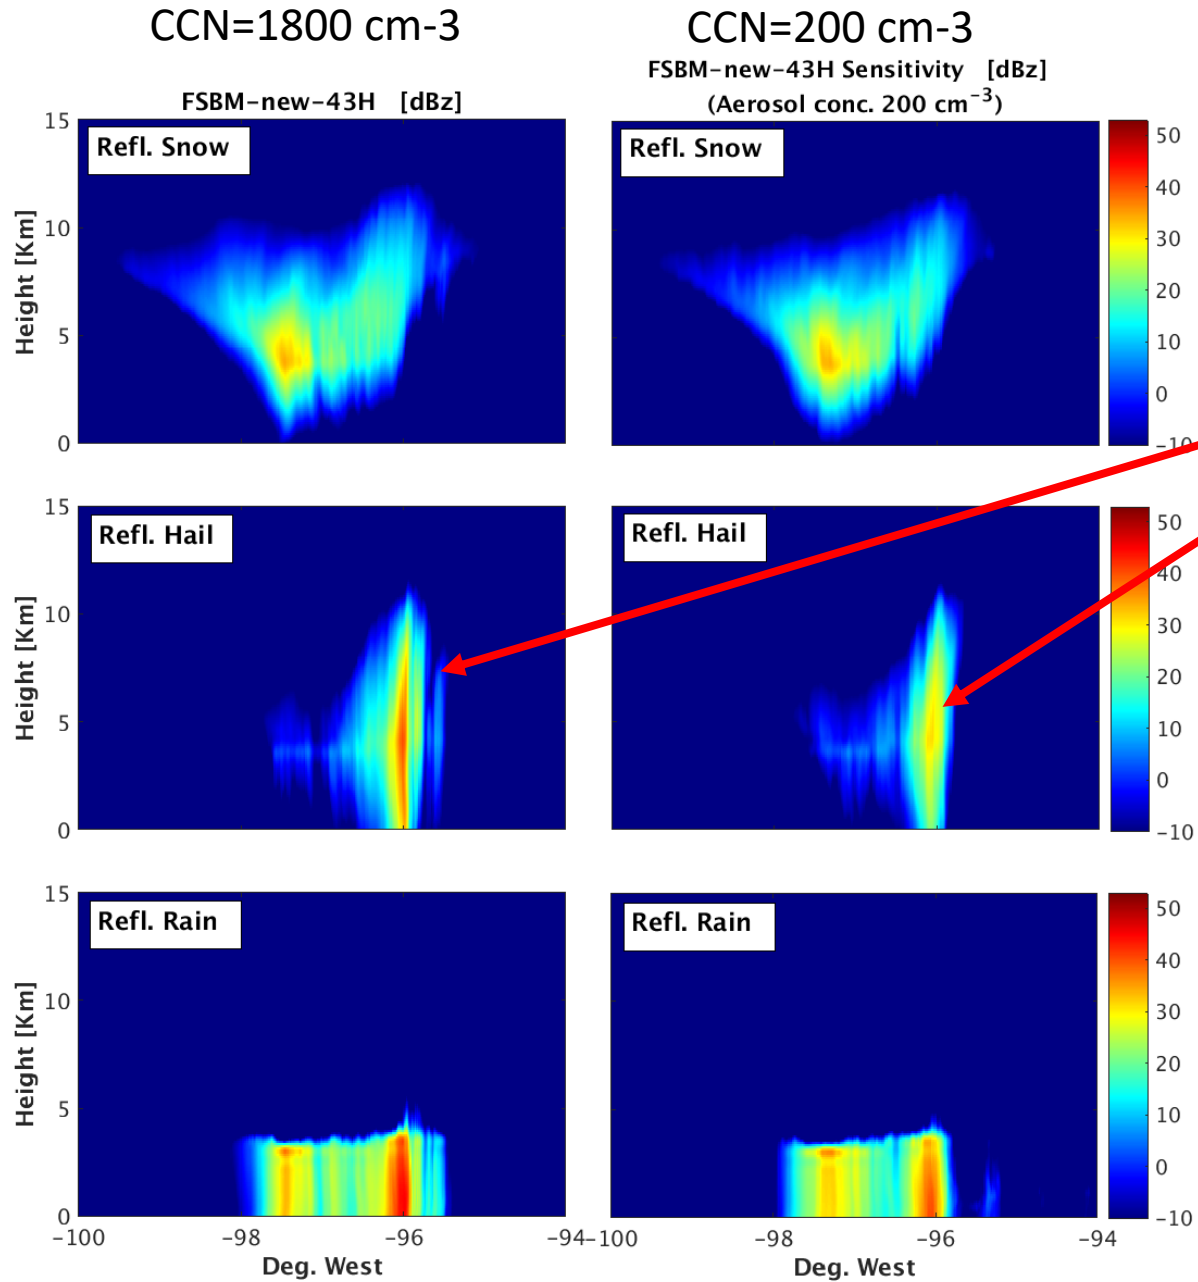 CCN=1800 cm-3
CCN=200 cm-3
FSBM-new-43H [dBz]
FSBM-new-43H Sensitivity [dBz]
(Aerosol conc. 200 cm⁻³)
Refl. Snow
Refl. Snow
15
10
5
0
Height [Km]
50
40
30
20
10
0
-10
Refl. Hail
Refl. Hail
15
10
5
0
Height [Km]
50
40
30
20
10
0
-10
Refl. Rain
Refl. Rain
15
10
5
0
Height [Km]
50
40
30
20
10
0
-10
-100 -98 -96 -94
-100 -98 -96 -94
Deg. West
Deg. West